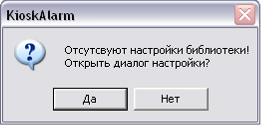 KioskAlarm
Отсутсвуют настройки библиотеки!
Открыть диалог настройки?
Да
Нет